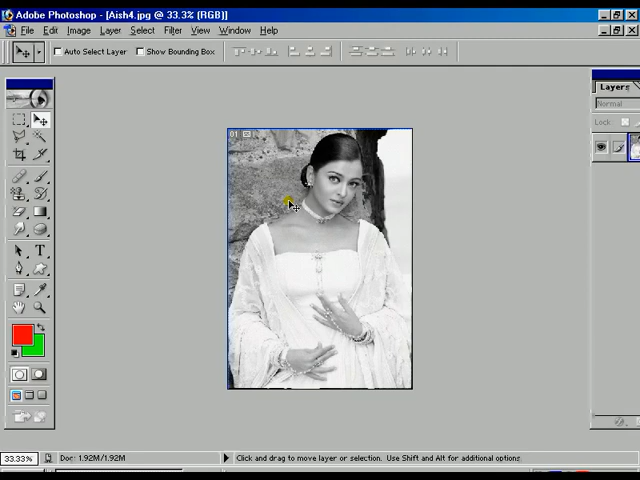 Adobe Photoshop - [Aish4.jpg @ 33.3% (RGB)]
File Edit Image Layer Select Filter View Window Help
Auto Select Layer Show Bounding Box
Layers
Normal
Lock:
01
T
33.33% Doc: 1.92M/1.92M Click and drag to move layer or selection. Use Shift and Alt for additional options